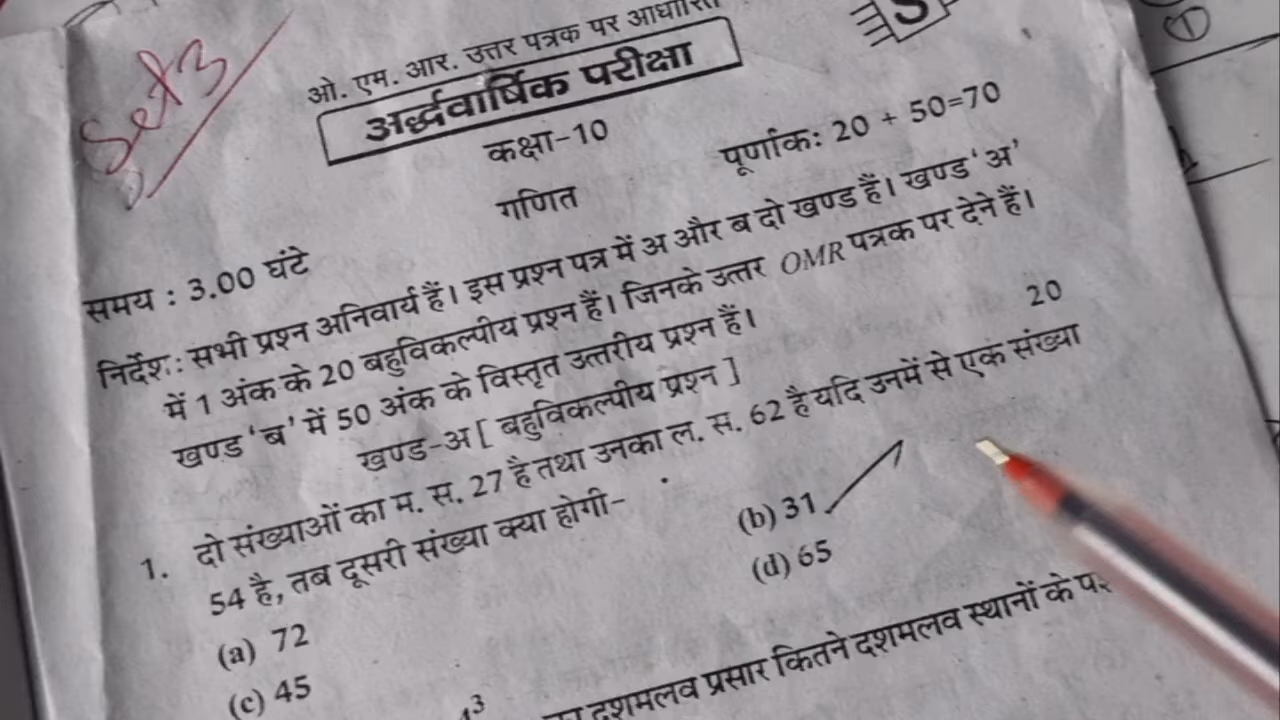 Set 3
ओ. एम. आर. उत्तर पत्रक पर आधारित
अर्द्धवार्षिक परीक्षा
कक्षा-10
गणित
पूर्णाक: 20 + 50=70
समय : 3.00 घंटे
निर्देश: सभी प्रश्न अनिवार्य हैं। इस प्रश्न पत्र में अ और ब दो खण्ड हैं। खण्ड 'अ'
में 1 अंक के 20 बहुविकल्पीय प्रश्न हैं। जिनके उत्तर OMR पत्रक पर देने हैं।
खण्ड 'ब' में 50 अंक के विस्तृत उत्तरीय प्रश्न हैं।
खण्ड-अ [ बहुविकल्पीय प्रश्न ]
20
1. दो संख्याओं का म. स. 27 है तथा उनका ल. स. 62 है यदि उनमें से एक संख्या
54 है, तब दूसरी संख्या क्या होगी-
(a) 72
(b) 31
(c) 45
(d) 65
दशमलव प्रसार कितने दशमलव स्थानों के